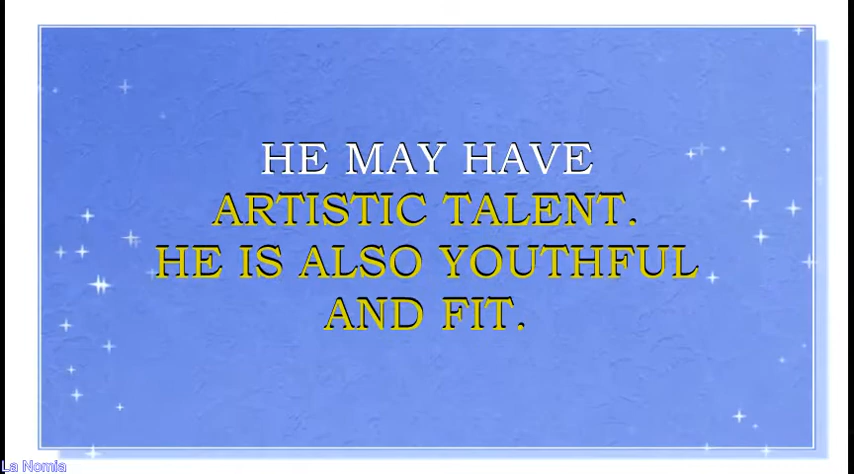 HE MAY HAVE
ARTISTIC TALENT.
HE IS ALSO YOUTHFUL
AND FIT.
La Nomia